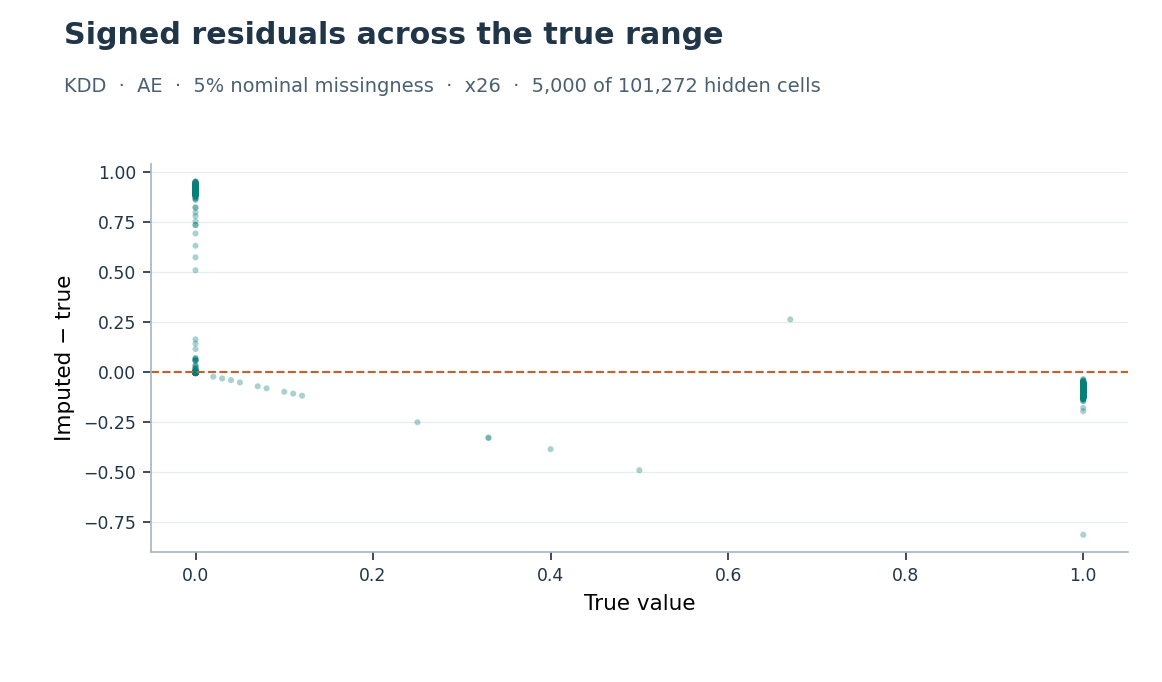 Signed residuals across the true range
KDD · AE · 5% nominal missingness · x26 · 5,000 of 101,272 hidden cells
Imputed − true
1.00
0.75
0.50
0.25
0.00
−0.25
−0.50
−0.75
0.0 0.2 0.4 0.6 0.8 1.0
True value